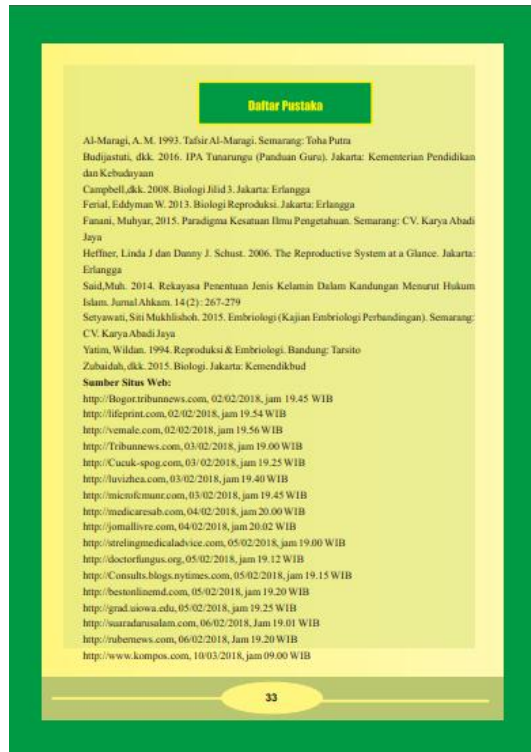 Daftar Pustaka
Al-Maragi, A. M. 1993. Tafsir Al-Maragi. Semarang: Toha Putra
Budijastuti, dkk. 2016. IPA Tunarungu (Panduan Guru). Jakarta: Kementerian Pendidikan
dan Kebudayaan
Campbell,dkk. 2008. Biologi Jilid 3. Jakarta: Erlangga
Ferial, Eddyman W. 2013. Biologi Reproduksi. Jakarta: Erlangga
Fanani, Muhyar, 2015. Paradigma Kesatuan Ilmu Pengetahuan. Semarang: CV. Karya Abadi
Jaya
Heffner, Linda J dan Danny J. Schust. 2006. The Reproductive System at a Glance. Jakarta:
Erlangga
Said,Muh. 2014. Rekayasa Penentuan Jenis Kelamin Dalam Kandungan Menurut Hukum
Islam. Jurnal Ahkam. 14 (2) : 267-279
Setyawati, Siti Mukhlishoh. 2015. Embriologi (Kajian Embriologi Perbandingan). Semarang:
CV. Karya Abadi Jaya
Yatim, Wildan. 1994. Reproduksi & Embriologi. Bandung: Tarsito
Zubaidah, dkk. 2015. Biologi. Jakarta: Kemendikbud
Sumber Situs Web:
http://Bogor.tribunnews.com, 02/02/2018, jam 19.45 WIB
http://lifeprint.com, 02/02/2018, jam 19.54 WIB
http://vemale.com, 02/02/2018, jam 19.56 WIB
http://Tribunnews.com, 03/02/2018, jam 19.00 WIB
http://Cucuk-spog.com, 03/ 02/2018, jam 19.25 WIB
http://luvizhea.com, 03/02/2018, jam 19.40 WIB
http://microfcmunr.com, 03/02/2018, jam 19.45 WIB
http://medicaresab.com, 04/02/2018, jam 20.00 WIB
http://jornallivre.com, 04/02/2018, jam 20.02 WIB
http://strelingmedicaladvice.com, 05/02/2018, jam 19.00 WIB
http://doctorfungus.org, 05/02/2018, jam 19.12 WIB
http://Consults.blogs.nytimes.com, 05/02/2018, jam 19.15 WIB
http://bestonlinemd.com, 05/02/2018, jam 19.20 WIB
http://grad.uiowa.edu, 05/02/2018, jam 19.25 WIB
http://suaradarusalam.com, 06/02/2018, Jam 19.01 WIB
http://rubernews.com, 06/02/2018, Jam 19.20 WIB
http://www.kompos.com, 10/03/2018, jam 09.00 WIB
33